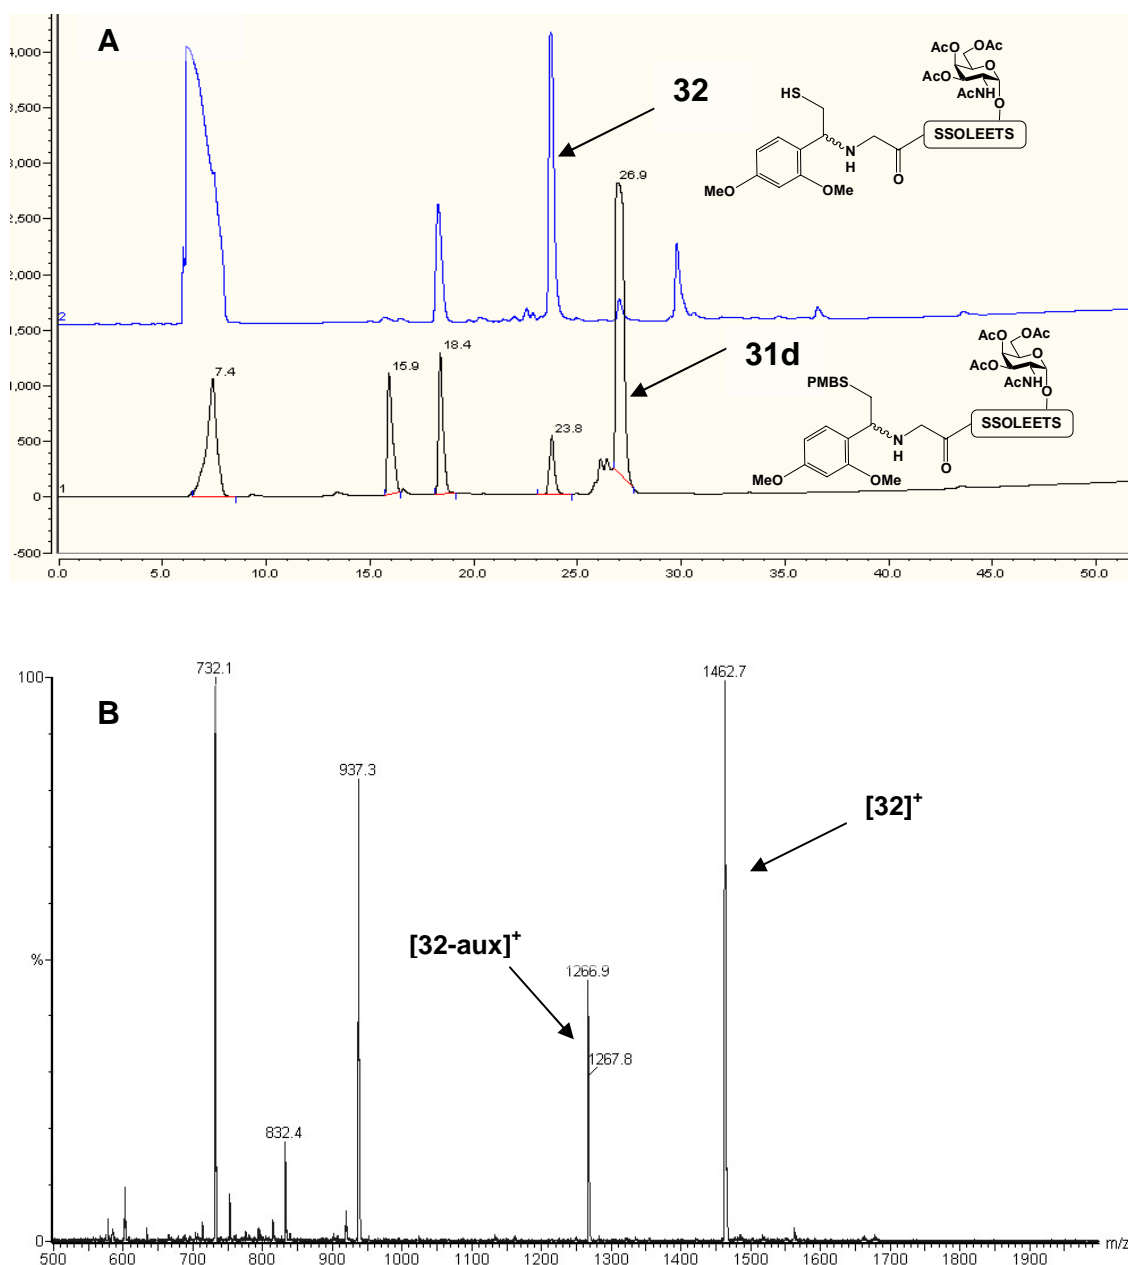 A
4,000
3,500
3,000
2,500
2,000
1,500
1,000
500
0
-500
2
1
32
31d
26.9
7.4
15.9
18.4
23.8
HS
MeO
OMe
N
H
O
SSOLEETS
AcO
OAc
O
AcO
AcNH
O
PMBS
MeO
OMe
N
H
O
SSOLEETS
AcO
OAc
O
AcO
AcNH
O
0.0 5.0 10.0 15.0 20.0 25.0 30.0 35.0 40.0 45.0 50.0
B
100
%
0
732.1
937.3
832.4
1266.9
1267.8
1462.7
[32-aux]+
[32]+
500 600 700 800 900 1000 1100 1200 1300 1400 1500 1600 1700 1800 1900 m/z